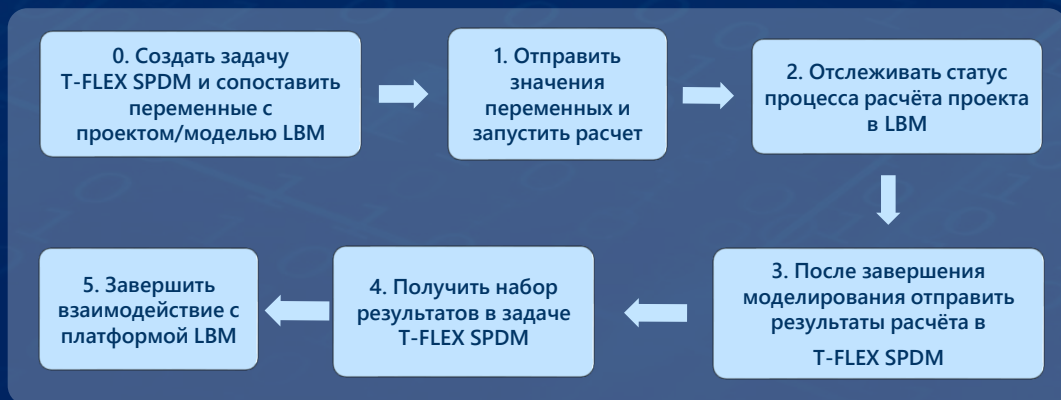 0. Создать задачу
T-FLEX SPDM и сопоставить
переменные с
проектом/моделью LBM
1. Отправить
значения
переменных и
запустить расчет
2. Отслеживать статус
процесса расчёта проекта
в LBM
3. После завершения
моделирования отправить
результаты расчёта в
T-FLEX SPDM
4. Получить набор
результатов в задаче
T-FLEX SPDM
5. Завершить
взаимодействие с
платформой LBM